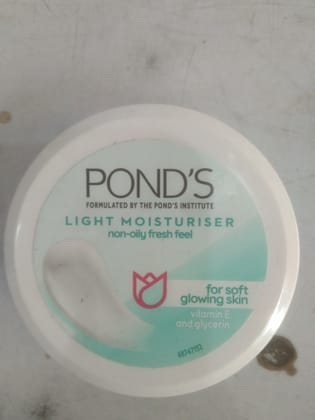 POND'S
FORMULATED BY THE POND'S INSTITUTE
LIGHT MOISTURISER
non-oily fresh feel
for soft
glowing skin
vitamin E
and glycerin